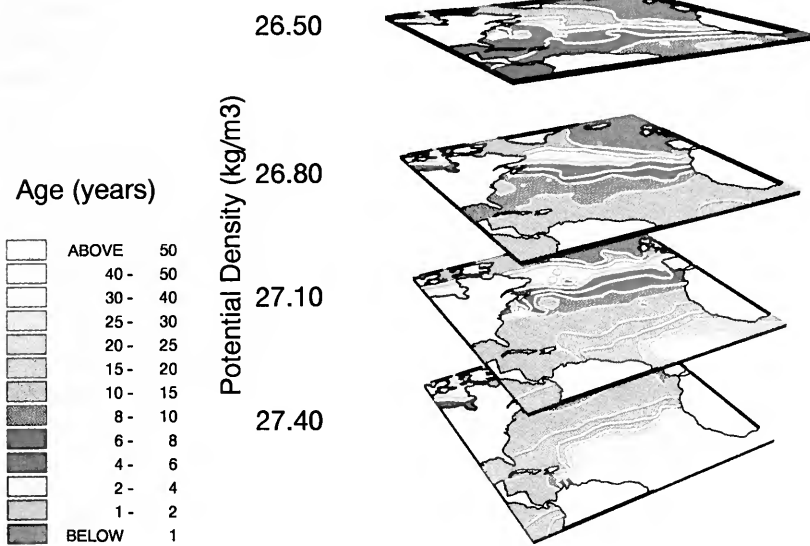 26.50
26.80
27.10
27.40
Potential Density (kg/m3)
Age (years)
ABOVE 50
40 - 50
30 - 40
25 - 30
20 - 25
15 - 20
10 - 15
8 - 10
6 - 8
4 - 6
2 - 4
1 - 2
BELOW 1